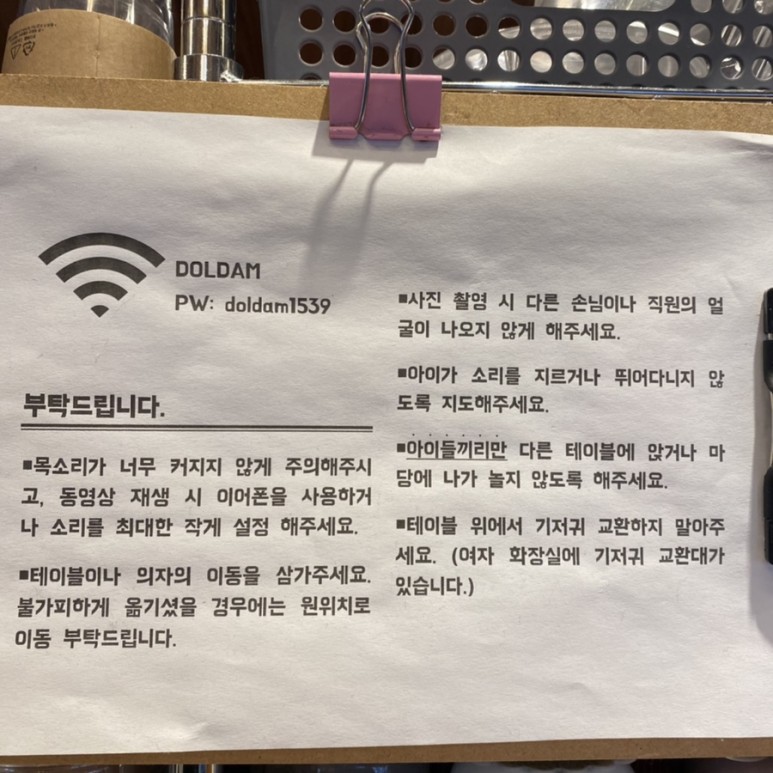 DOLDAM
PW: doldam1539
부탁드립니다.
■목소리가 너무 커지지 않게 주의해주시
고, 동영상 재생 시 이어폰을 사용하거
나 소리를 최대한 작게 설정 해주세요.
■테이블이나 의자의 이동을 삼가주세요.
불가피하게 옮기셨을 경우에는 원위치로
이동 부탁드립니다.
■사진 촬영 시 다른 손님이나 직원의 얼
굴이 나오지 않게 해주세요.
■아이가 소리를 지르거나 뛰어다니지 않
도록 지도해주세요.
■아이들끼리만 다른 테이블에 앉거나 마
당에 나가 놀지 않도록 해주세요.
■테이블 위에서 기저귀 교환하지 말아주
세요. (여자 화장실에 기저귀 교환대가
있습니다.)